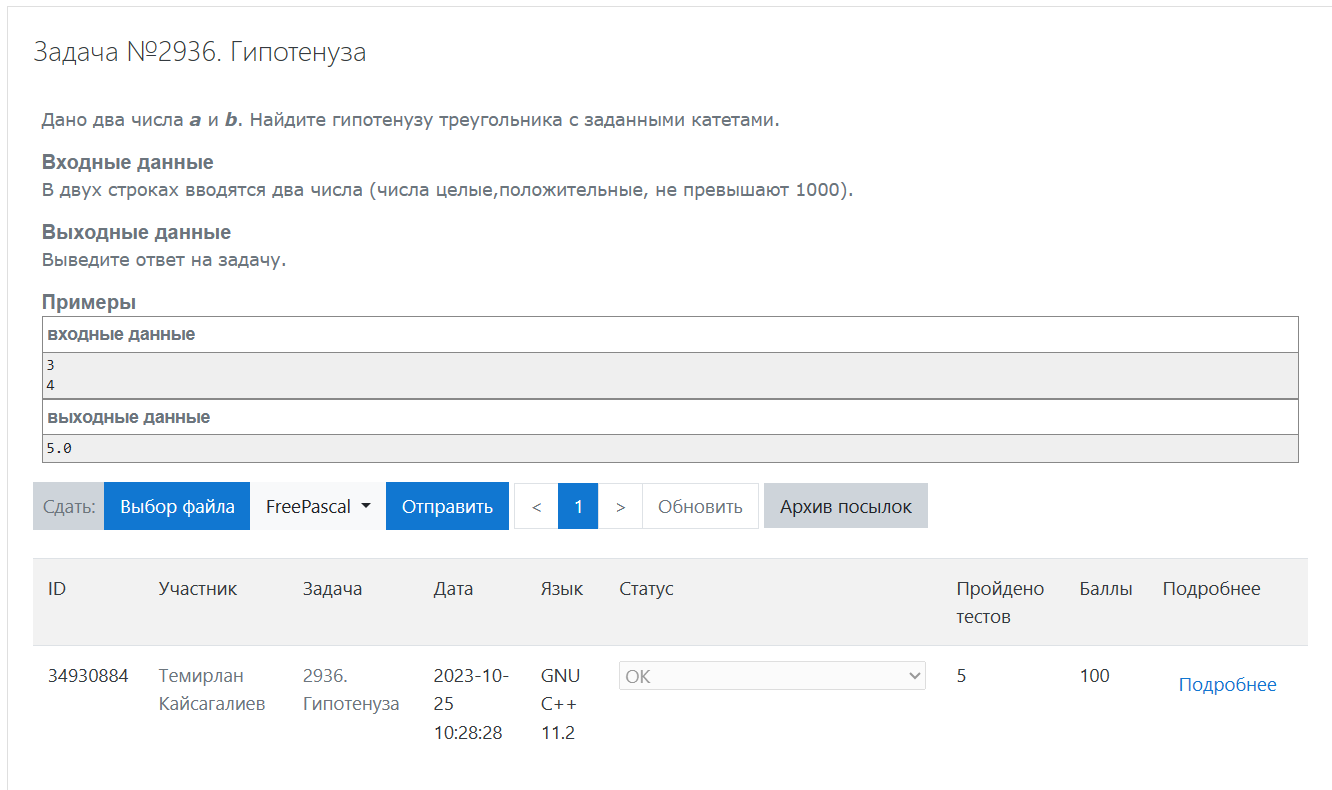 Задача №2936. Гипотенуза
Дано два числа a и b. Найдите гипотенузу треугольника с заданными катетами.
Входные данные
В двух строках вводятся два числа (числа целые,положительные, не превышают 1000).
Выходные данные
Выведите ответ на задачу.
Примеры
входные данные
3
4
выходные данные
5.0
Сдать: Выбор файла FreePascal Отправить < 1 > Обновить Архив посылок
ID Участник Задача Дата Язык Статус Пройдено тестов Баллы Подробнее
34930884 Темирлан Кайсагалиев 2936. Гипотенуза 2023-10-25 10:28:28 GNU C++ 11.2 OK 5 100 Подробнее